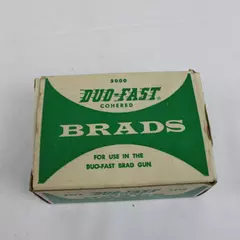 5000
DUO-FAST
COHERED
BRADS
FOR USE IN THE
DUO-FAST BRAD GUN